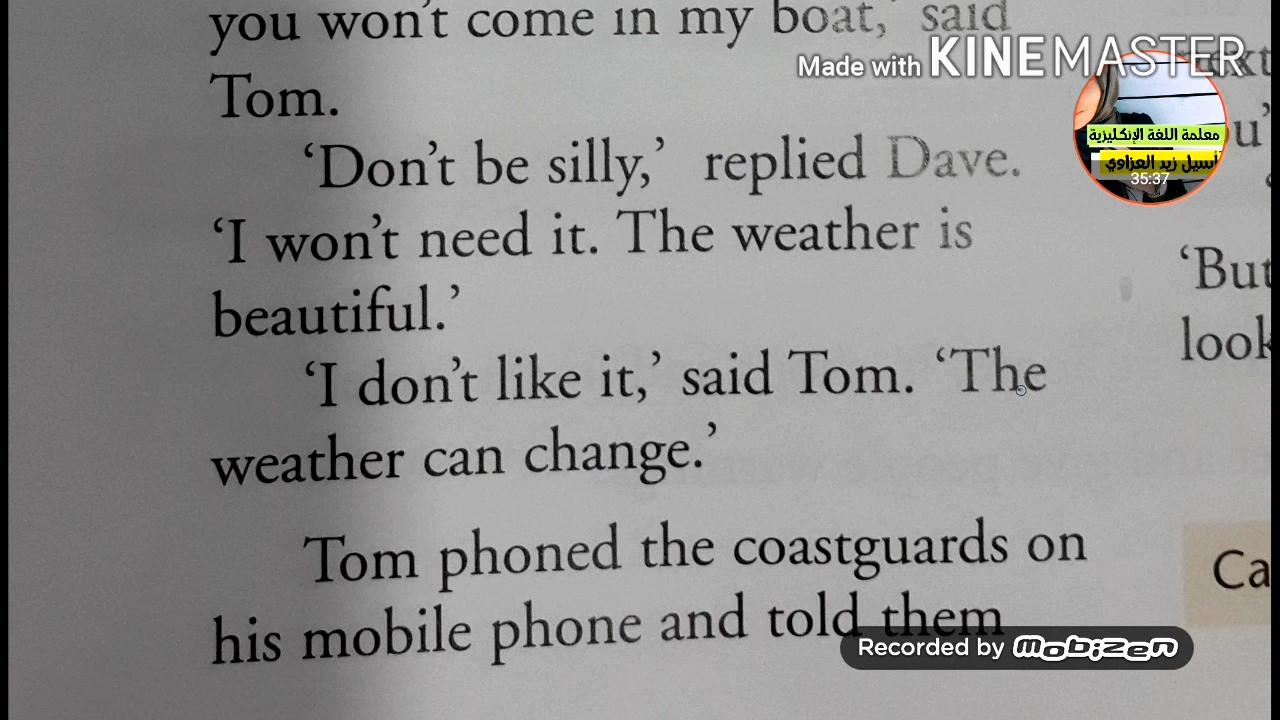 you won't come in my boat,' said
Tom.
'Don't be silly,' replied Dave.
'I won't need it. The weather is
beautiful.'
'I don't like it,' said Tom. 'The
weather can change.'
Tom phoned the coastguards on
his mobile phone and told them
Made with KINEMASTER
معلمة اللغة الإنكليزية
أسيل زيد العزاوي
35:37
'But
look
Ca
Recorded by mobizen